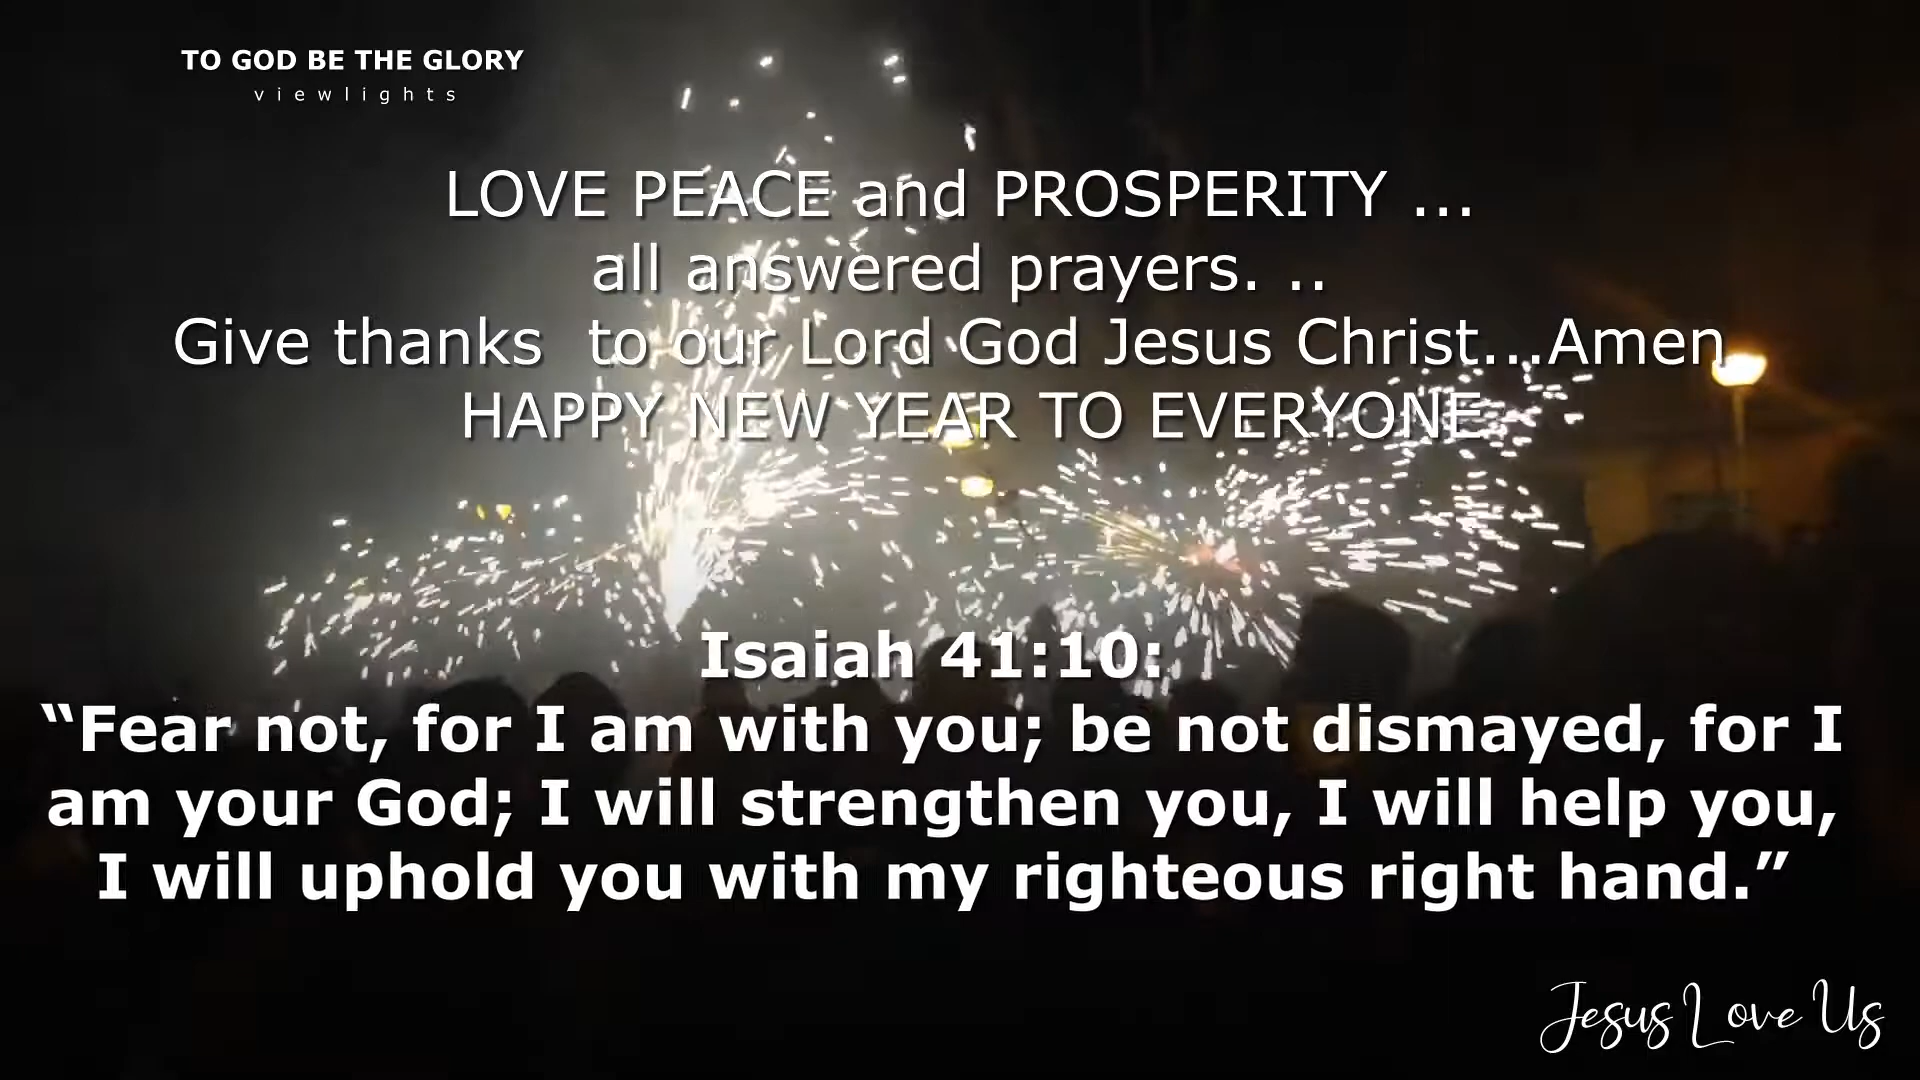 TO GOD BE THE GLORY
viewlights
LOVE PEACE and PROSPERITY ...
all answered prayers. ..
Give thanks  to our Lord God Jesus Christ...Amen
HAPPY NEW YEAR TO EVERYONE
Isaiah 41:10:
“Fear not, for I am with you; be not dismayed, for I
am your God; I will strengthen you, I will help you,
I will uphold you with my righteous right hand.”
Jesus Love Us